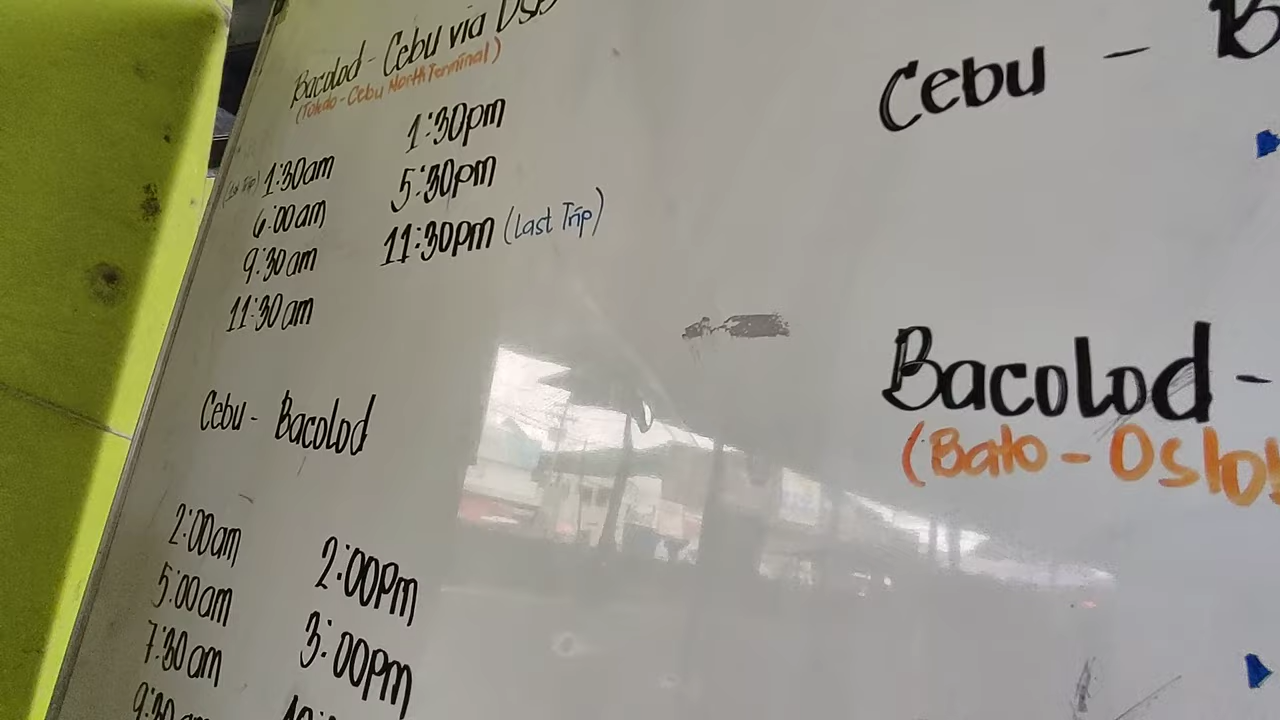 Bacolod - Cebu via
(Toledo - Cebu North Terminal)
1:30am
6:00am
9:30am
11:30am
1:30pm
5:30pm
11:30pm (Last Trip)
Cebu - Bacolod
2:00am
5:00am
7:30am
9:30am
2:00pm
3:00pm
Cebu - B
Bacolod -
(Bato - Oslob